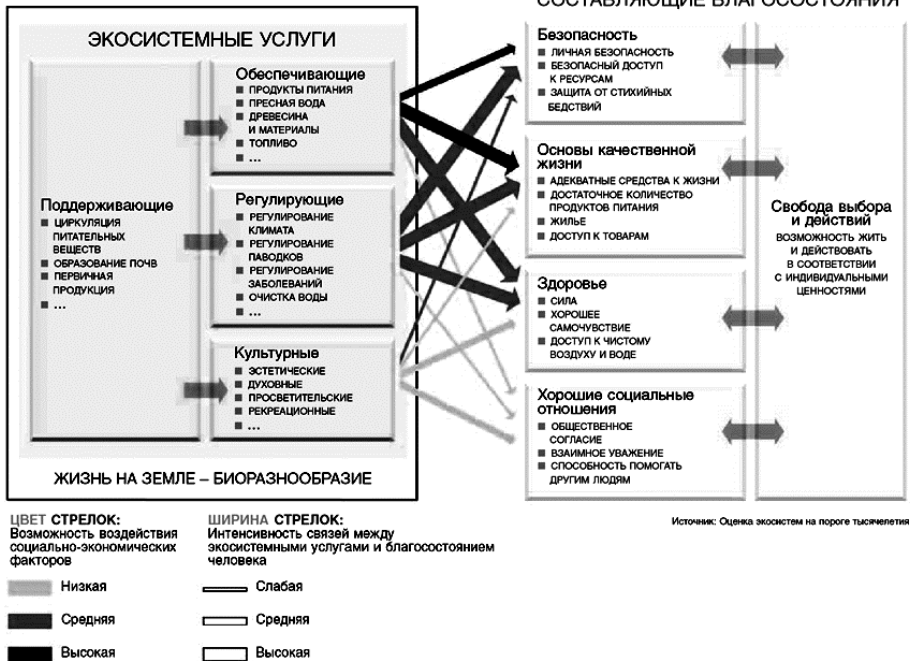 СОСТАВЛЯЮЩИЕ БЛАГОСОСТОЯНИЯ
ЭКОСИСТЕМНЫЕ УСЛУГИ
Поддерживающие
ЦИРКУЛЯЦИЯ
ПИТАТЕЛЬНЫХ
ВЕЩЕСТВ
ОБРАЗОВАНИЕ ПОЧВ
ПЕРВИЧНАЯ
ПРОДУКЦИЯ
...
Обеспечивающие
ПРОДУКТЫ ПИТАНИЯ
ПРЕСНАЯ ВОДА
ДРЕВЕСИНА
И МАТЕРИАЛЫ
ТОПЛИВО
...
Регулирующие
РЕГУЛИРОВАНИЕ
КЛИМАТА
РЕГУЛИРОВАНИЕ
ПАВОДКОВ
РЕГУЛИРОВАНИЕ
ЗАБОЛЕВАНИЙ
ОЧИСТКА ВОДЫ
...
Культурные
ЭСТЕТИЧЕСКИЕ
ДУХОВНЫЕ
ПРОСВЕТИТЕЛЬСКИЕ
РЕКРЕАЦИОННЫЕ
...
ЖИЗНЬ НА ЗЕМЛЕ – БИОРАЗНООБРАЗИЕ
Безопасность
ЛИЧНАЯ БЕЗОПАСНОСТЬ
БЕЗОПАСНЫЙ ДОСТУП
К РЕСУРСАМ
ЗАЩИТА ОТ СТИХИЙНЫХ
БЕДСТВИЙ
Основы качественной
жизни
АДЕКВАТНЫЕ СРЕДСТВА К ЖИЗНИ
ДОСТАТОЧНОЕ КОЛИЧЕСТВО
ПРОДУКТОВ ПИТАНИЯ
ЖИЛЬЕ
ДОСТУП К ТОВАРАМ
Здоровье
СИЛА
ХОРОШЕЕ
САМОЧУВСТВИЕ
ДОСТУП К ЧИСТОМУ
ВОЗДУХУ И ВОДЕ
Хорошие социальные
отношения
ОБЩЕСТВЕННОЕ
СОГЛАСИЕ
ВЗАИМНОЕ УВАЖЕНИЕ
СПОСОБНОСТЬ ПОМОГАТЬ
ДРУГИМ ЛЮДЯМ
Свобода выбора
и действий
ВОЗМОЖНОСТЬ ЖИТЬ
И ДЕЙСТВОВАТЬ
В СООТВЕТСТВИИ
С ИНДИВИДУАЛЬНЫМИ
ЦЕННОСТЯМИ
Источник: Оценка экосистем на пороге тысячелетия
ЦВЕТ СТРЕЛОК:
Возможность воздействия
социально-экономических
факторов
Низкая
Средняя
Высокая
ШИРИНА СТРЕЛОК:
Интенсивность связей между
экосистемными услугами и благосостоянием
человека
Слабая
Средняя
Высокая